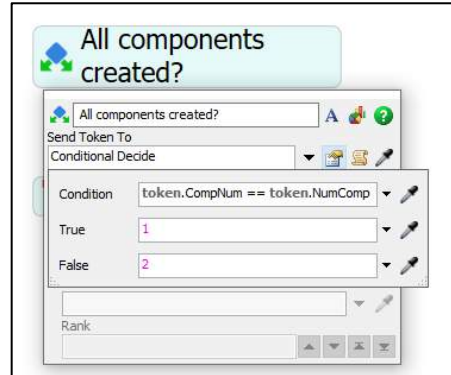 All components
created?
All components created?
A
?
Send Token To
Conditional Decide
Condition token.CompNum == token.NumComp
True 1
False 2
Rank